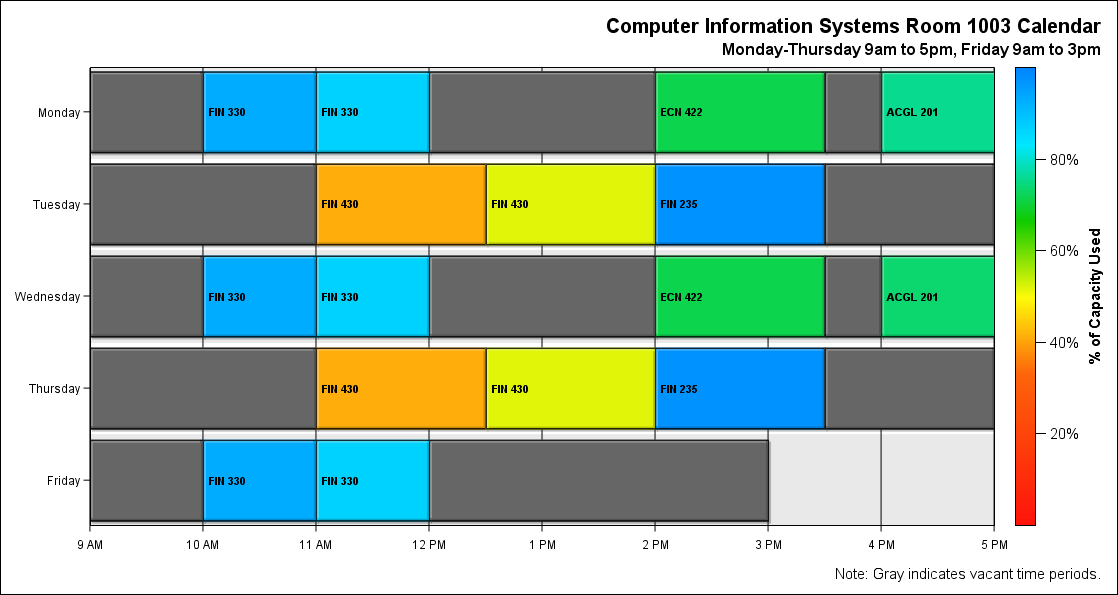 Computer Information Systems Room 1003 Calendar
Monday-Thursday 9am to 5pm, Friday 9am to 3pm
Monday
FIN 330
FIN 330
ECN 422
ACGL 201
Tuesday
FIN 430
FIN 430
FIN 235
Wednesday
FIN 330
FIN 330
ECN 422
ACGL 201
Thursday
FIN 430
FIN 430
FIN 235
Friday
FIN 330
FIN 330
9 AM
10 AM
11 AM
12 PM
1 PM
2 PM
3 PM
4 PM
5 PM
80%
60%
40%
20%
% of Capacity Used
Note: Gray indicates vacant time periods.